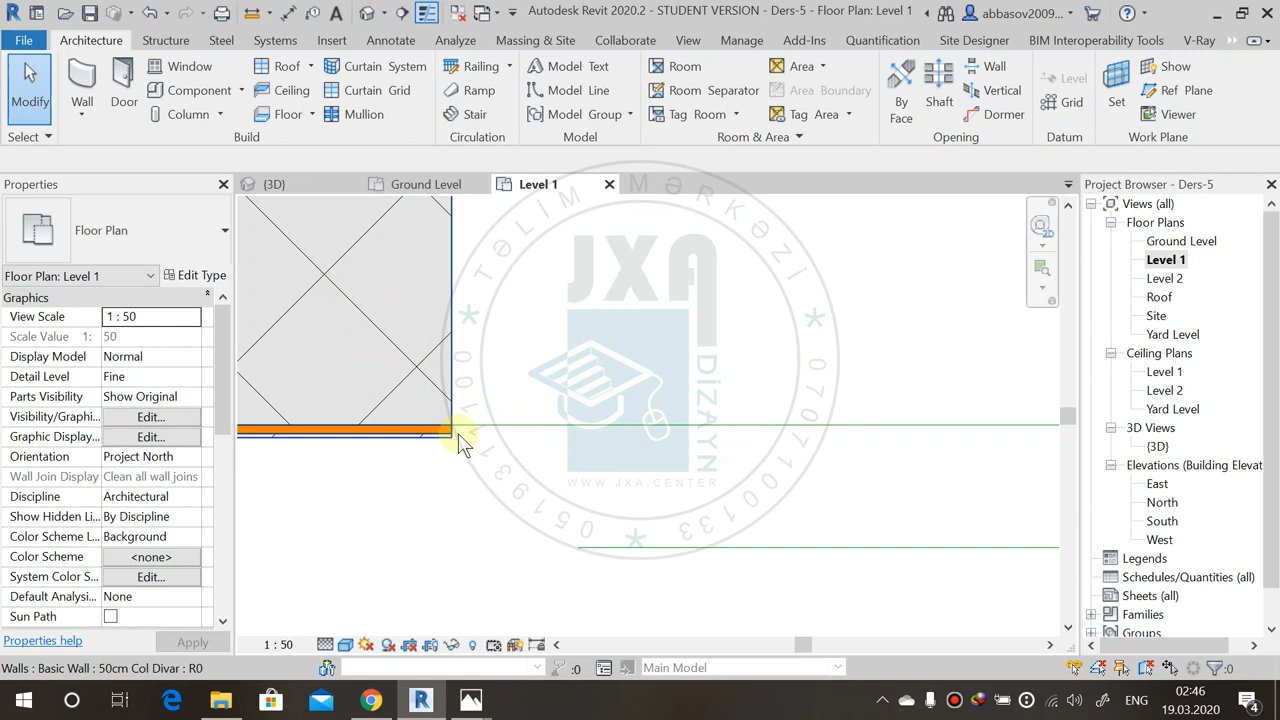 Autodesk Revit 2020.2 - STUDENT VERSION - Ders-5 - Floor Plan: Level 1
abbasov2009...
File Architecture Structure Steel Systems Insert Annotate Analyze Massing & Site Collaborate View Manage Add-Ins Quantification Site Designer BIM Interoperability Tools V-Ray
Modify
Select
Wall
Door
Window
Component
Column
Roof
Ceiling
Floor
Curtain System
Curtain Grid
Mullion
Build
Railing
Ramp
Stair
Circulation
Model Text
Model Line
Model Group
Model
Room
Room Separator
Tag Room
Area
Area Boundary
Tag Area
Room & Area
By
Face
Shaft
Wall
Vertical
Dormer
Opening
Level
Grid
Datum
Set
Show
Ref Plane
Viewer
Work Plane
Properties
{3D}
Ground Level
Level 1
Project Browser - Ders-5
Floor Plan
Floor Plan: Level 1
Edit Type
Graphics
View Scale 1 : 50
Scale Value 1: 50
Display Model Normal
Detail Level Fine
Parts Visibility Show Original
Visibility/Graphi... Edit...
Graphic Display... Edit...
Orientation Project North
Wall Join Display Clean all wall joins
Discipline Architectural
Show Hidden Li... By Discipline
Color Scheme L... Background
Color Scheme <none>
System Color S... Edit...
Default Analysi... None
Sun Path
Properties help
Apply
TƏLİM MƏRKƏZİ
JXA
DİZAYN
WWW.JXA.CENTER
2D
Views (all)
Floor Plans
Ground Level
Level 1
Level 2
Roof
Site
Yard Level
Ceiling Plans
Level 1
Level 2
Yard Level
3D Views
{3D}
Elevations (Building Elevat
East
North
South
West
Legends
Schedules/Quantities (all)
Sheets (all)
Families
Groups
1 : 50
Walls : Basic Wall : 50cm Col Divar : R0
:0
Main Model
:0
ENG
02:46
19.03.2020
4